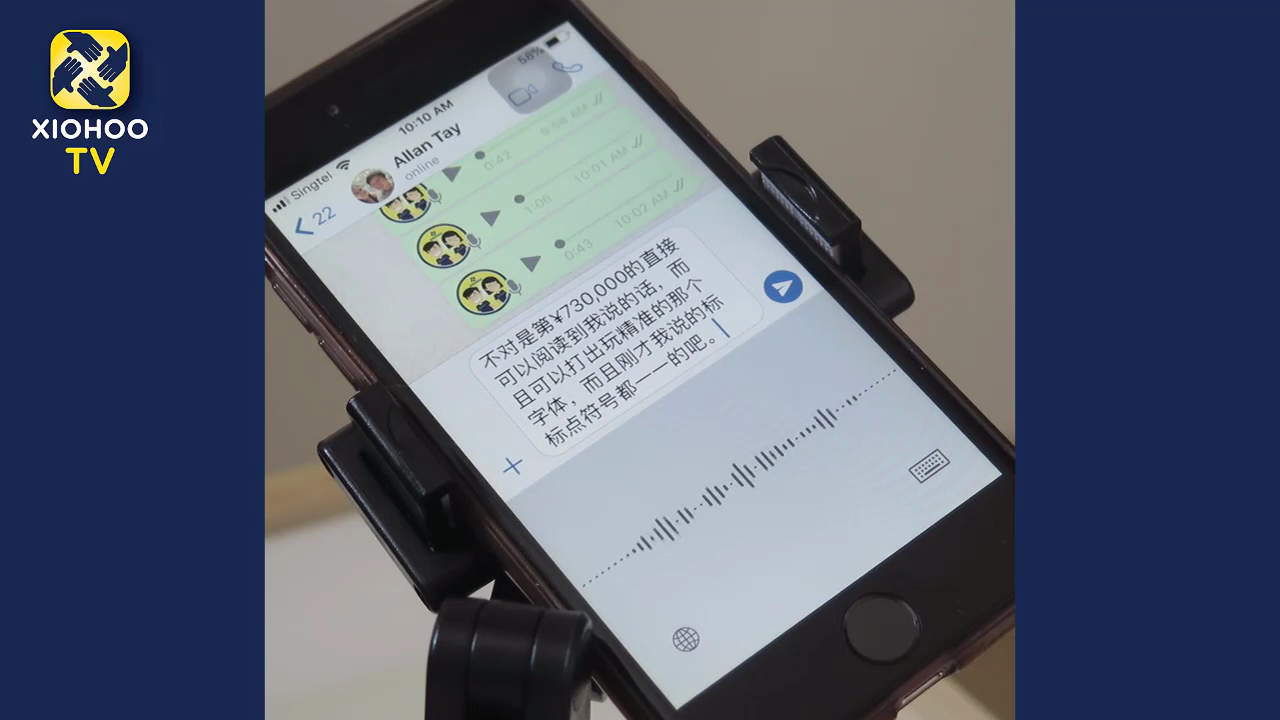 XIOHOO
TV
Singtel
10:10 AM
58%
22
Allan Tay
online
0:42
9:58 AM
1:06
10:01 AM
0:43
10:02 AM
不对是第¥730,000的直接
可以阅读到我说的话，而
且可以打出玩精准的那个
字体，而且刚才我说的标
标点符号都一一的吧。